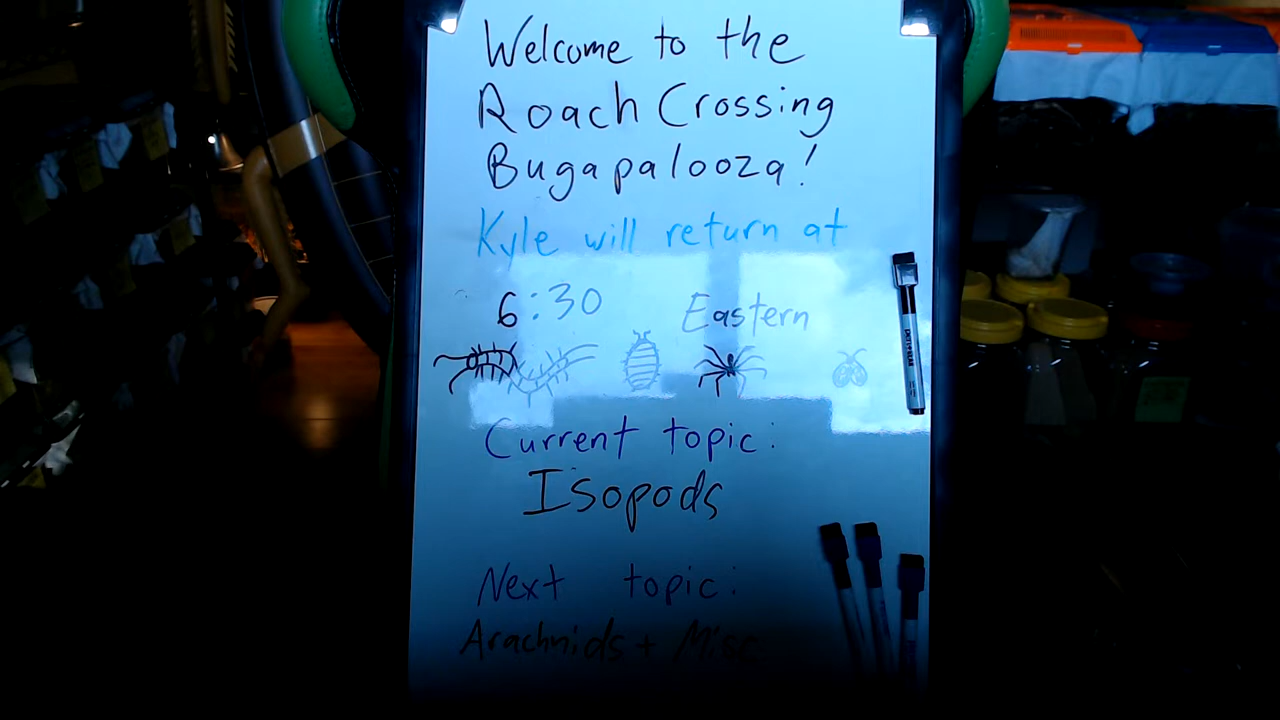 Welcome to the
Roach Crossing
Bugapalooza!
Kyle will return at
6:30 Eastern
Current topic:
Isopods
Next topic:
Arachnids + Misc